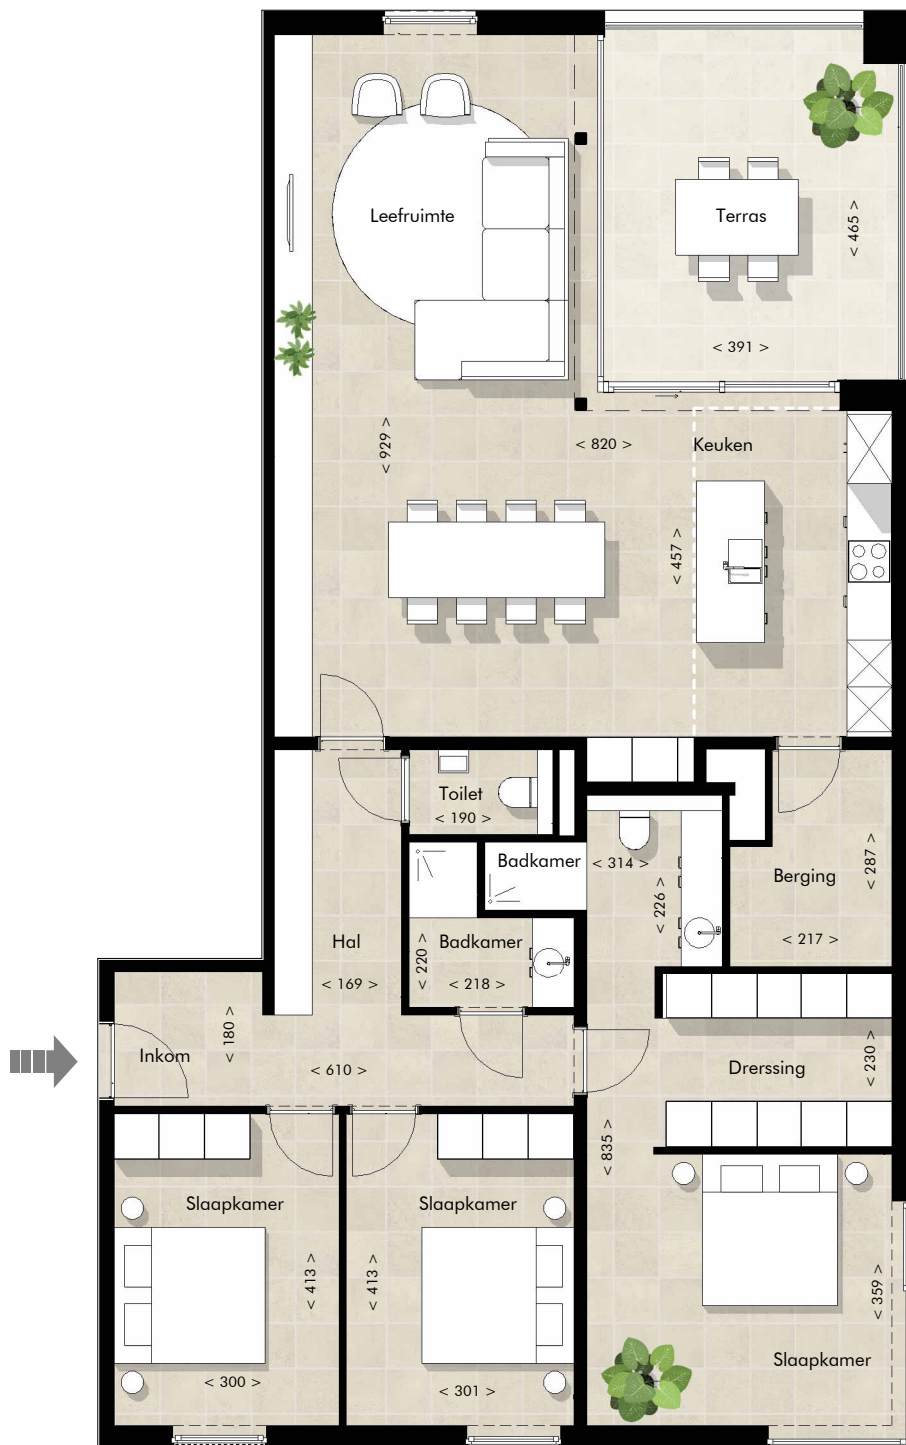 Leefruimte
Terras
< 465 >
< 391 >
< 929 >
< 820 >
Keuken
< 457 >
Toilet
< 190 >
Badkamer
< 314 >
< 226 >
Berging
< 287 >
< 217 >
Hal
< 169 >
Badkamer
< 220 >
< 218 >
Inkom
< 180 >
< 610 >
Drerssing
< 230 >
< 835 >
Slaapkamer
< 413 >
< 300 >
Slaapkamer
< 413 >
< 301 >
< 359 >
Slaapkamer